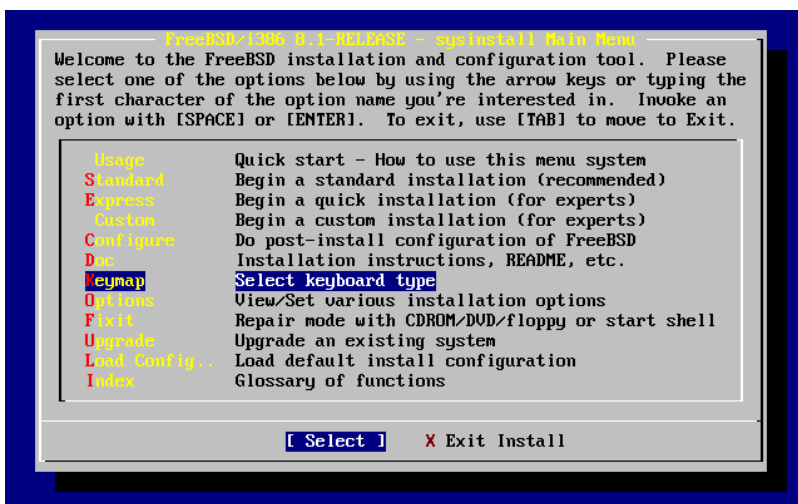 FreeBSD/i386 8.1-RELEASE - sysinstall Main Menu
Welcome to the FreeBSD installation and configuration tool.  Please
select one of the options below by using the arrow keys or typing the
first character of the option name you're interested in.  Invoke an
option with [SPACE] or [ENTER].  To exit, use [TAB] to move to Exit.
Usage Quick start - How to use this menu system
Standard Begin a standard installation (recommended)
Express Begin a quick installation (for experts)
Custom Begin a custom installation (for experts)
Configure Do post-install configuration of FreeBSD
Doc Installation instructions, README, etc.
Keymap Select keyboard type
Options View/Set various installation options
Fixit Repair mode with CDROM/DVD/floppy or start shell
Upgrade Upgrade an existing system
Load Config.. Load default install configuration
Index Glossary of functions
[ Select ] X Exit Install